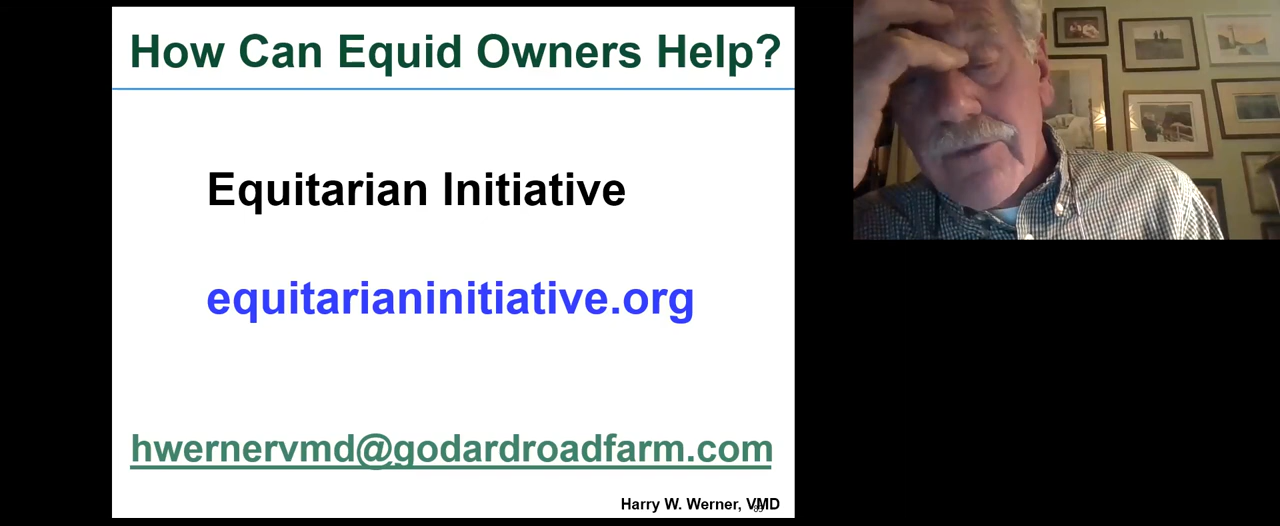 How Can Equid Owners Help?
Equitarian Initiative
equitarianinitiative.org
hwernervmd@godardroadfarm.com
Harry W. Werner, VMD